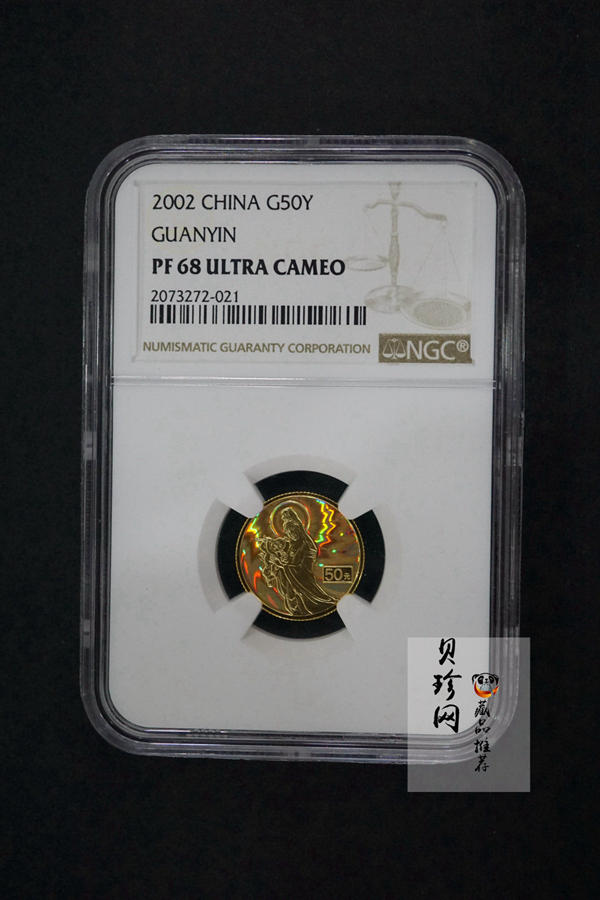 2002 CHINA G50Y
GUANYIN
PF 68 ULTRA CAMEO
2073272-021
NUMISMATIC GUARANTY CORPORATION
NGC®
50元
贝珍网
藏品推荐